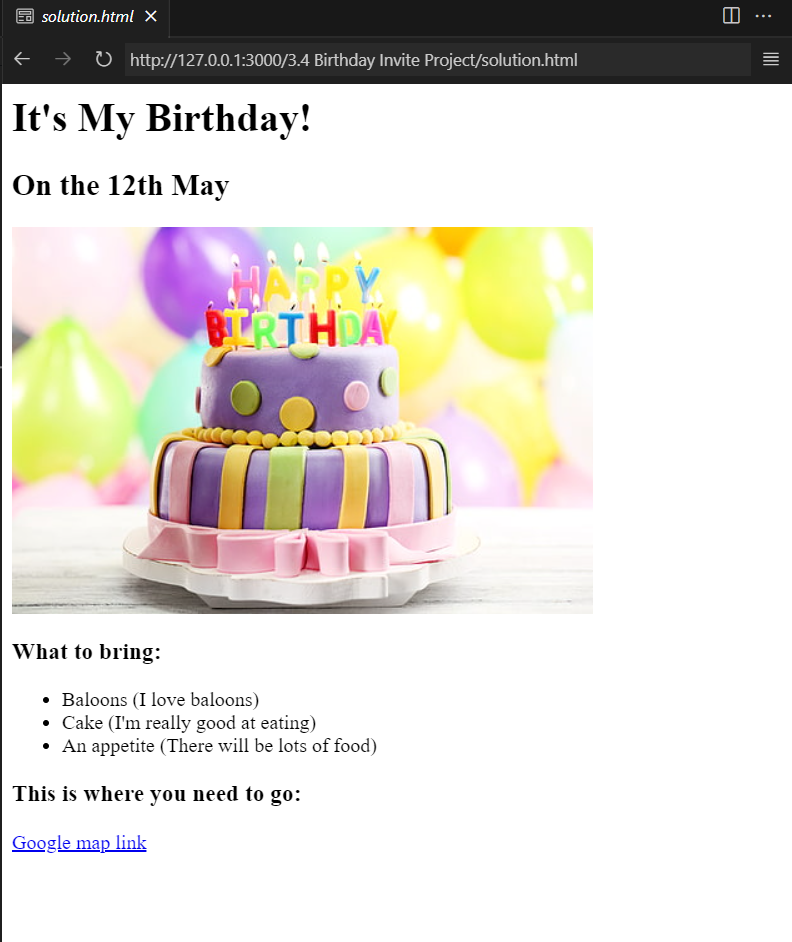 solution.html
http://127.0.0.1:3000/3.4 Birthday Invite Project/solution.html
It's My Birthday!
On the 12th May
HAPPY
BIRTHDAY
What to bring:
Baloons (I love baloons)
Cake (I'm really good at eating)
An appetite (There will be lots of food)
This is where you need to go:
Google map link